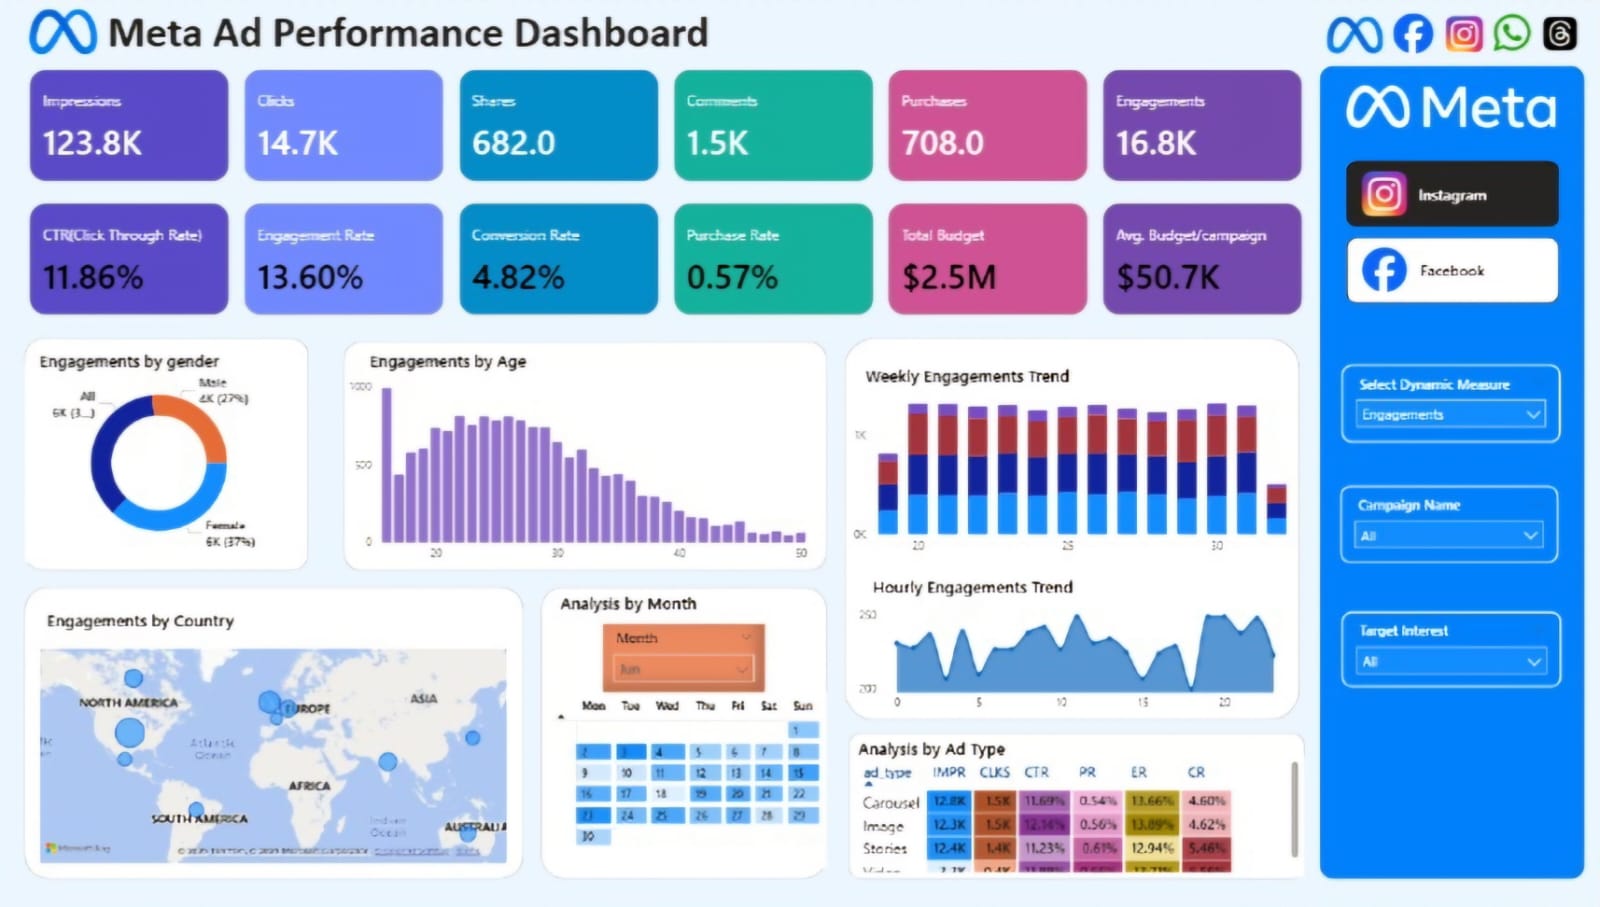 Meta Ad Performance Dashboard
Impressions
123.8K
Clicks
14.7K
Shares
682.0
Comments
1.5K
Purchases
708.0
Engagements
16.8K
CTR(Click Through Rate)
11.86%
Engagement Rate
13.60%
Conversion Rate
4.82%
Purchase Rate
0.57%
Total Budget
$2.5M
Avg. Budget/campaign
$50.7K
Meta
Instagram
Facebook
Select Dynamic Measure
Engagements
Campaign Name
All
Target Interest
All
Engagements by gender
Male
4K (27%)
All
6K (3...)
Female
6K (37%)
Engagements by Age
1000
500
0
20
30
40
50
Weekly Engagements Trend
1K
0K
20
25
30
Hourly Engagements Trend
250
200
0
5
10
15
20
Engagements by Country
NORTH AMERICA
EUROPE
ASIA
Atlantic
Ocean
AFRICA
SOUTH AMERICA
Indian
Ocean
AUSTRALIA
Analysis by Month
Month
Jun
Mon Tue Wed Thu Fri Sat Sun
1
2 3 4 5 6 7 8
9 10 11 12 13 14 15
16 17 18 19 20 21 22
23 24 25 26 27 28 29
30
Analysis by Ad Type
ad_type IMPR CLKS CTR PR ER CR
Carousel 12.8K 1.5K 11.69% 0.54% 13.66% 4.60%
Image 12.3K 1.5K 12.14% 0.56% 13.89% 4.62%
Stories 12.4K 1.4K 11.23% 0.61% 12.94% 5.46%